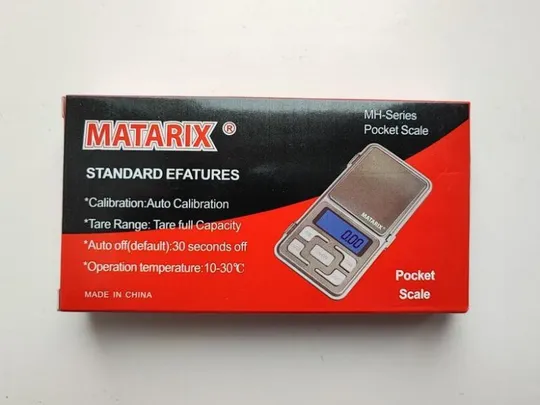 MATARIX ®
MH-Series
Pocket Scale
STANDARD EFATURES
*Calibration:Auto Calibration
*Tare Range: Tare full Capacity
*Auto off(default):30 seconds off
*Operation temperature:10-30℃
MADE IN CHINA
MATARIX
0.00
Pocket
Scale